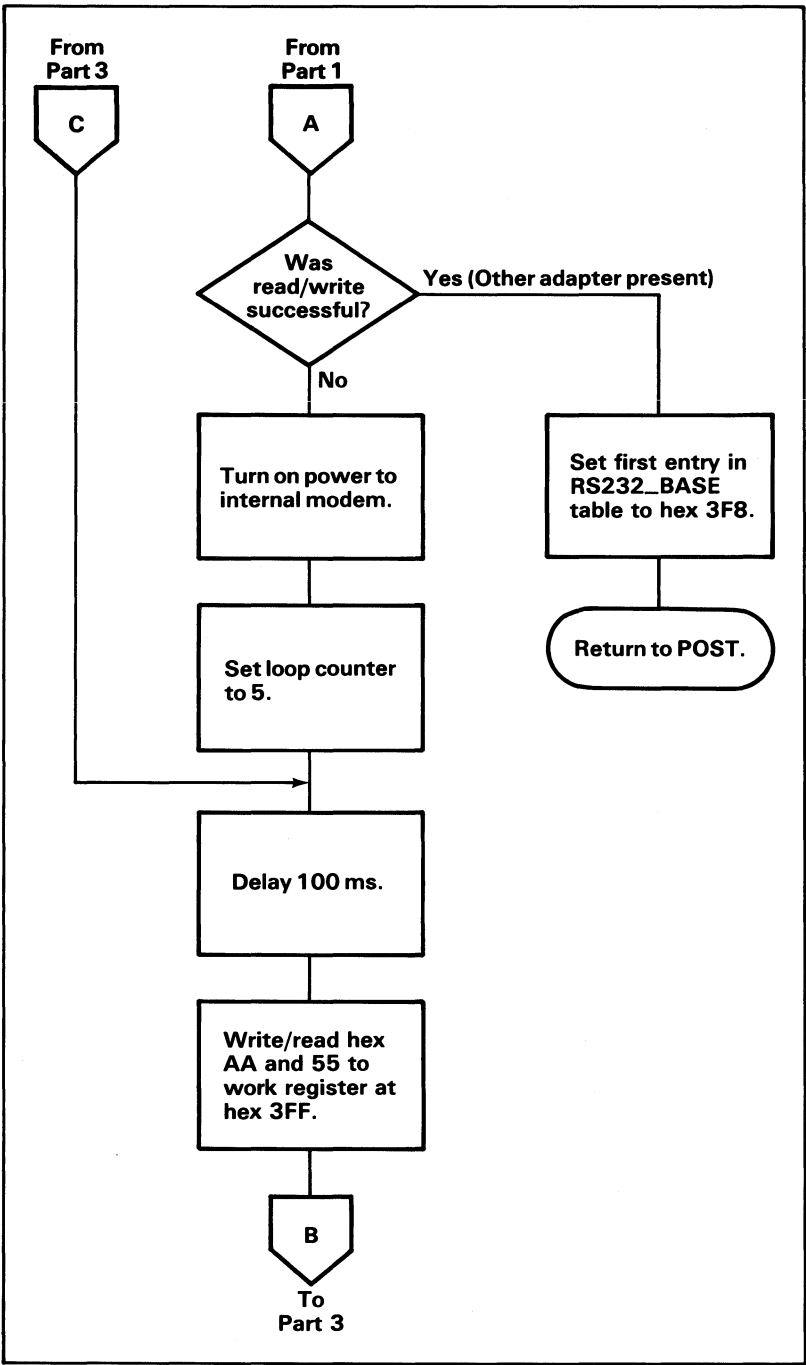 From
Part 3
C
From
Part 1
A
Was
read/write
successful?
Yes (Other adapter present)
No
Turn on power to
internal modem.
Set first entry in
RS232_BASE
table to hex 3F8.
Set loop counter
to 5.
Return to POST.
Delay 100 ms.
Write/read hex
AA and 55 to
work register at
hex 3FF.
B
To
Part 3